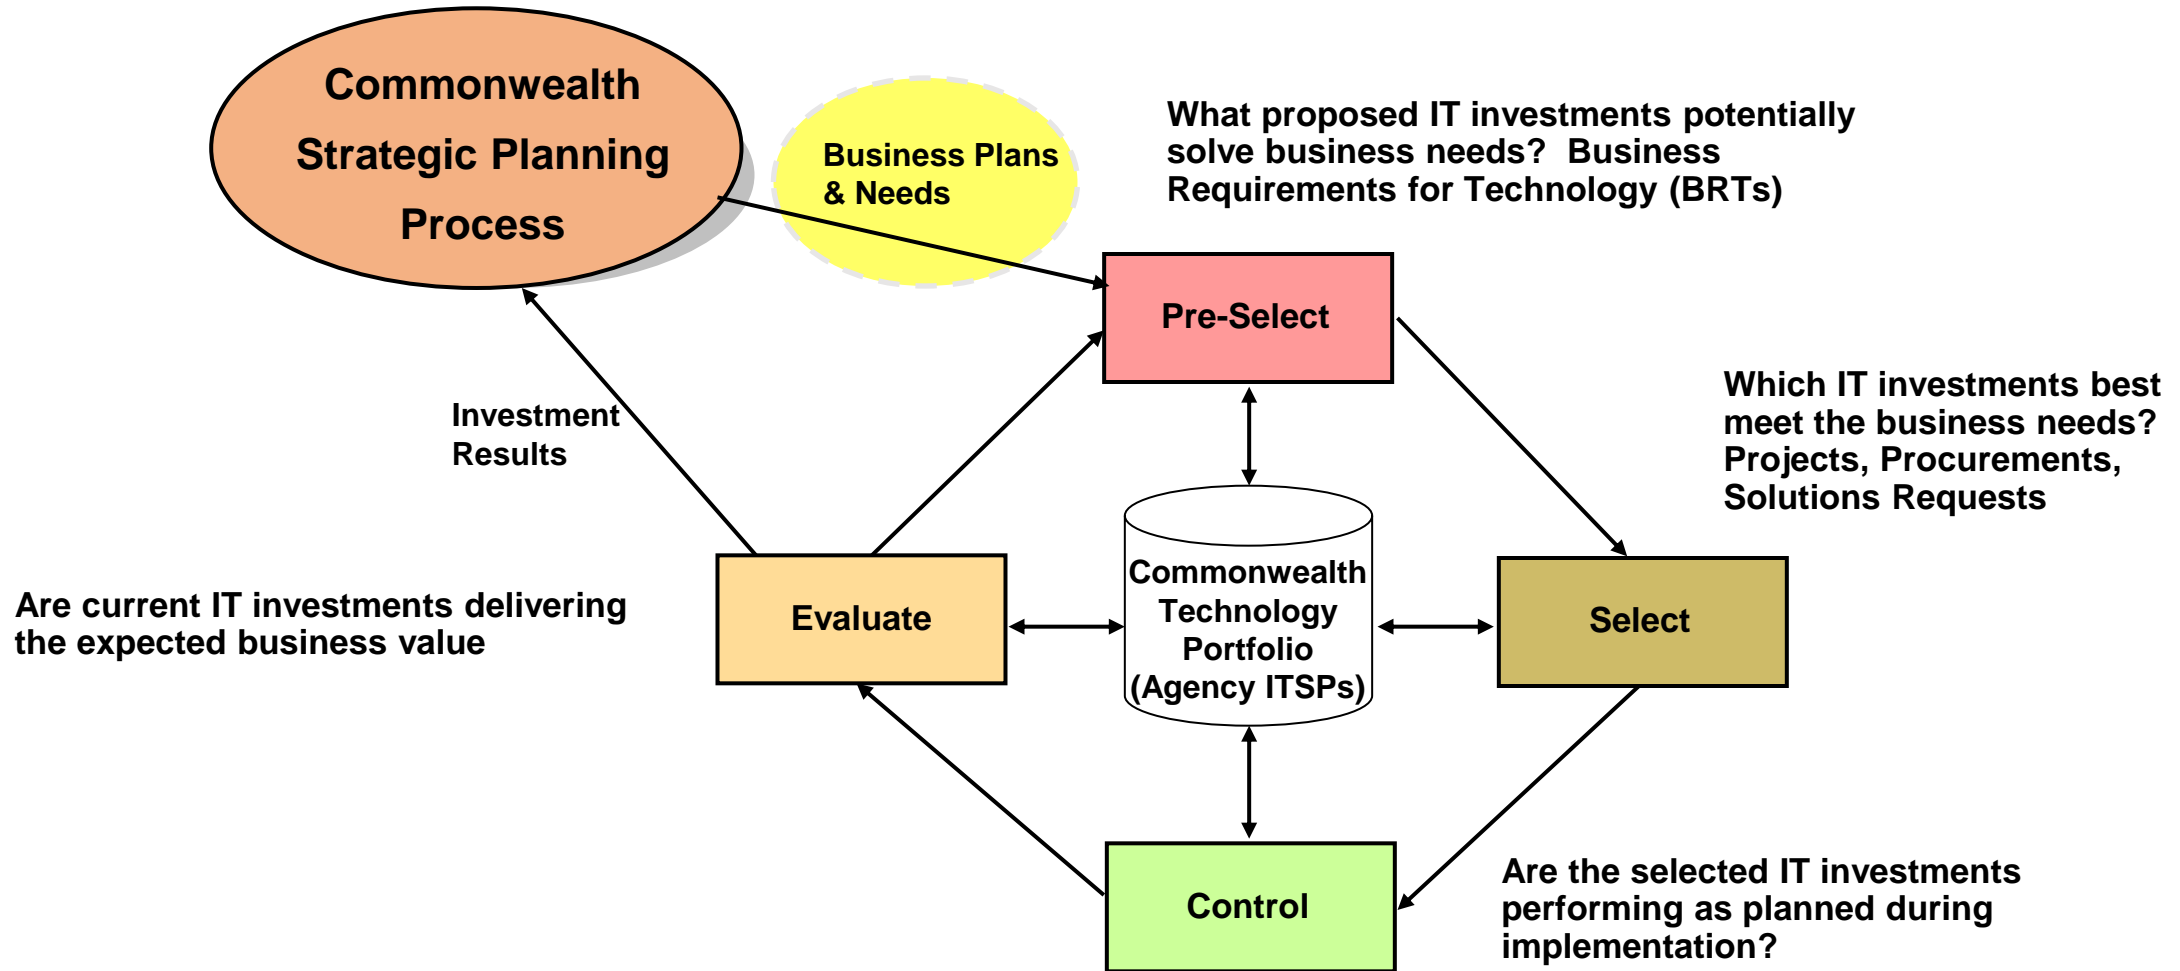 Commonwealth
Strategic Planning
Process
Business Plans
& Needs
What proposed IT investments potentially
solve business needs?  Business
Requirements for Technology (BRTs)
Pre-Select
Investment
Results
Which IT investments best
meet the business needs?
Projects, Procurements,
Solutions Requests
Are current IT investments delivering
the expected business value
Evaluate
Commonwealth
Technology
Portfolio
(Agency ITSPs)
Select
Control
Are the selected IT investments
performing as planned during
implementation?